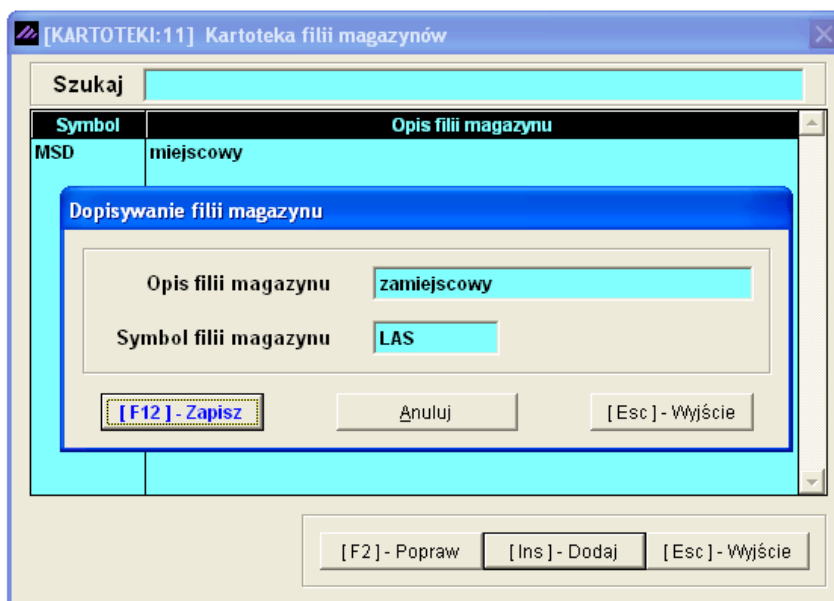 [KARTOTEKI:11] Kartoteka filii magazynów
Szukaj
Symbol Opis filii magazynu
MSD miejscowy
Dopisywanie filii magazynu
Opis filii magazynu zamiejscowy
Symbol filii magazynu LAS
[ F12 ] - Zapisz Anuluj [ Esc ] - Wyjście
[ F2 ] - Popraw [ Ins ] - Dodaj [ Esc ] - Wyjście